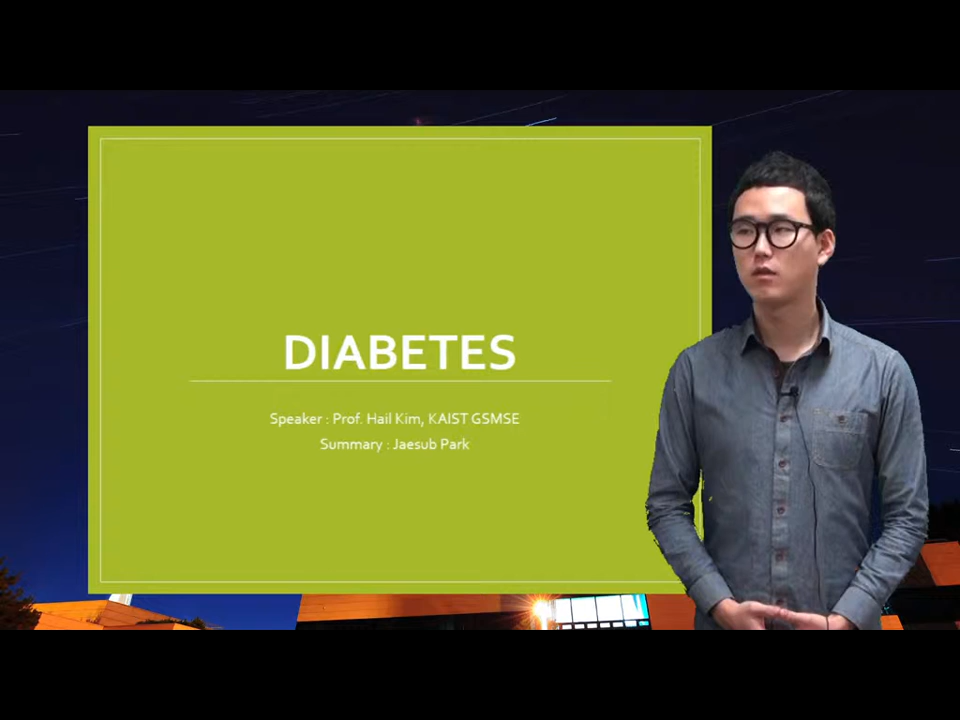 DIABETES
Speaker : Prof. Hail Kim, KAIST GSMSE
Summary : Jaesub Park